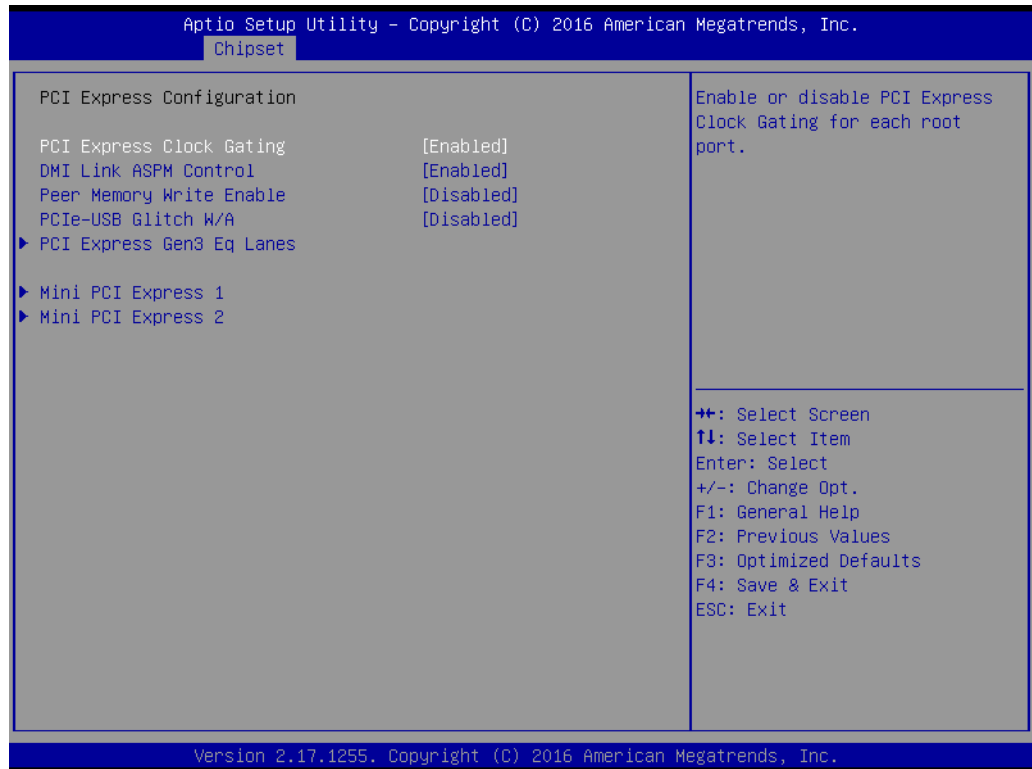 Aptio Setup Utility – Copyright (C) 2016 American Megatrends, Inc.
Chipset
PCI Express Configuration
PCI Express Clock Gating [Enabled]
DMI Link ASPM Control [Enabled]
Peer Memory Write Enable [Disabled]
PCIe-USB Glitch W/A [Disabled]
PCI Express Gen3 Eq Lanes
Mini PCI Express 1
Mini PCI Express 2
Enable or disable PCI Express
Clock Gating for each root
port.
→←: Select Screen
↑↓: Select Item
Enter: Select
+/-: Change Opt.
F1: General Help
F2: Previous Values
F3: Optimized Defaults
F4: Save & Exit
ESC: Exit
Version 2.17.1255. Copyright (C) 2016 American Megatrends, Inc.